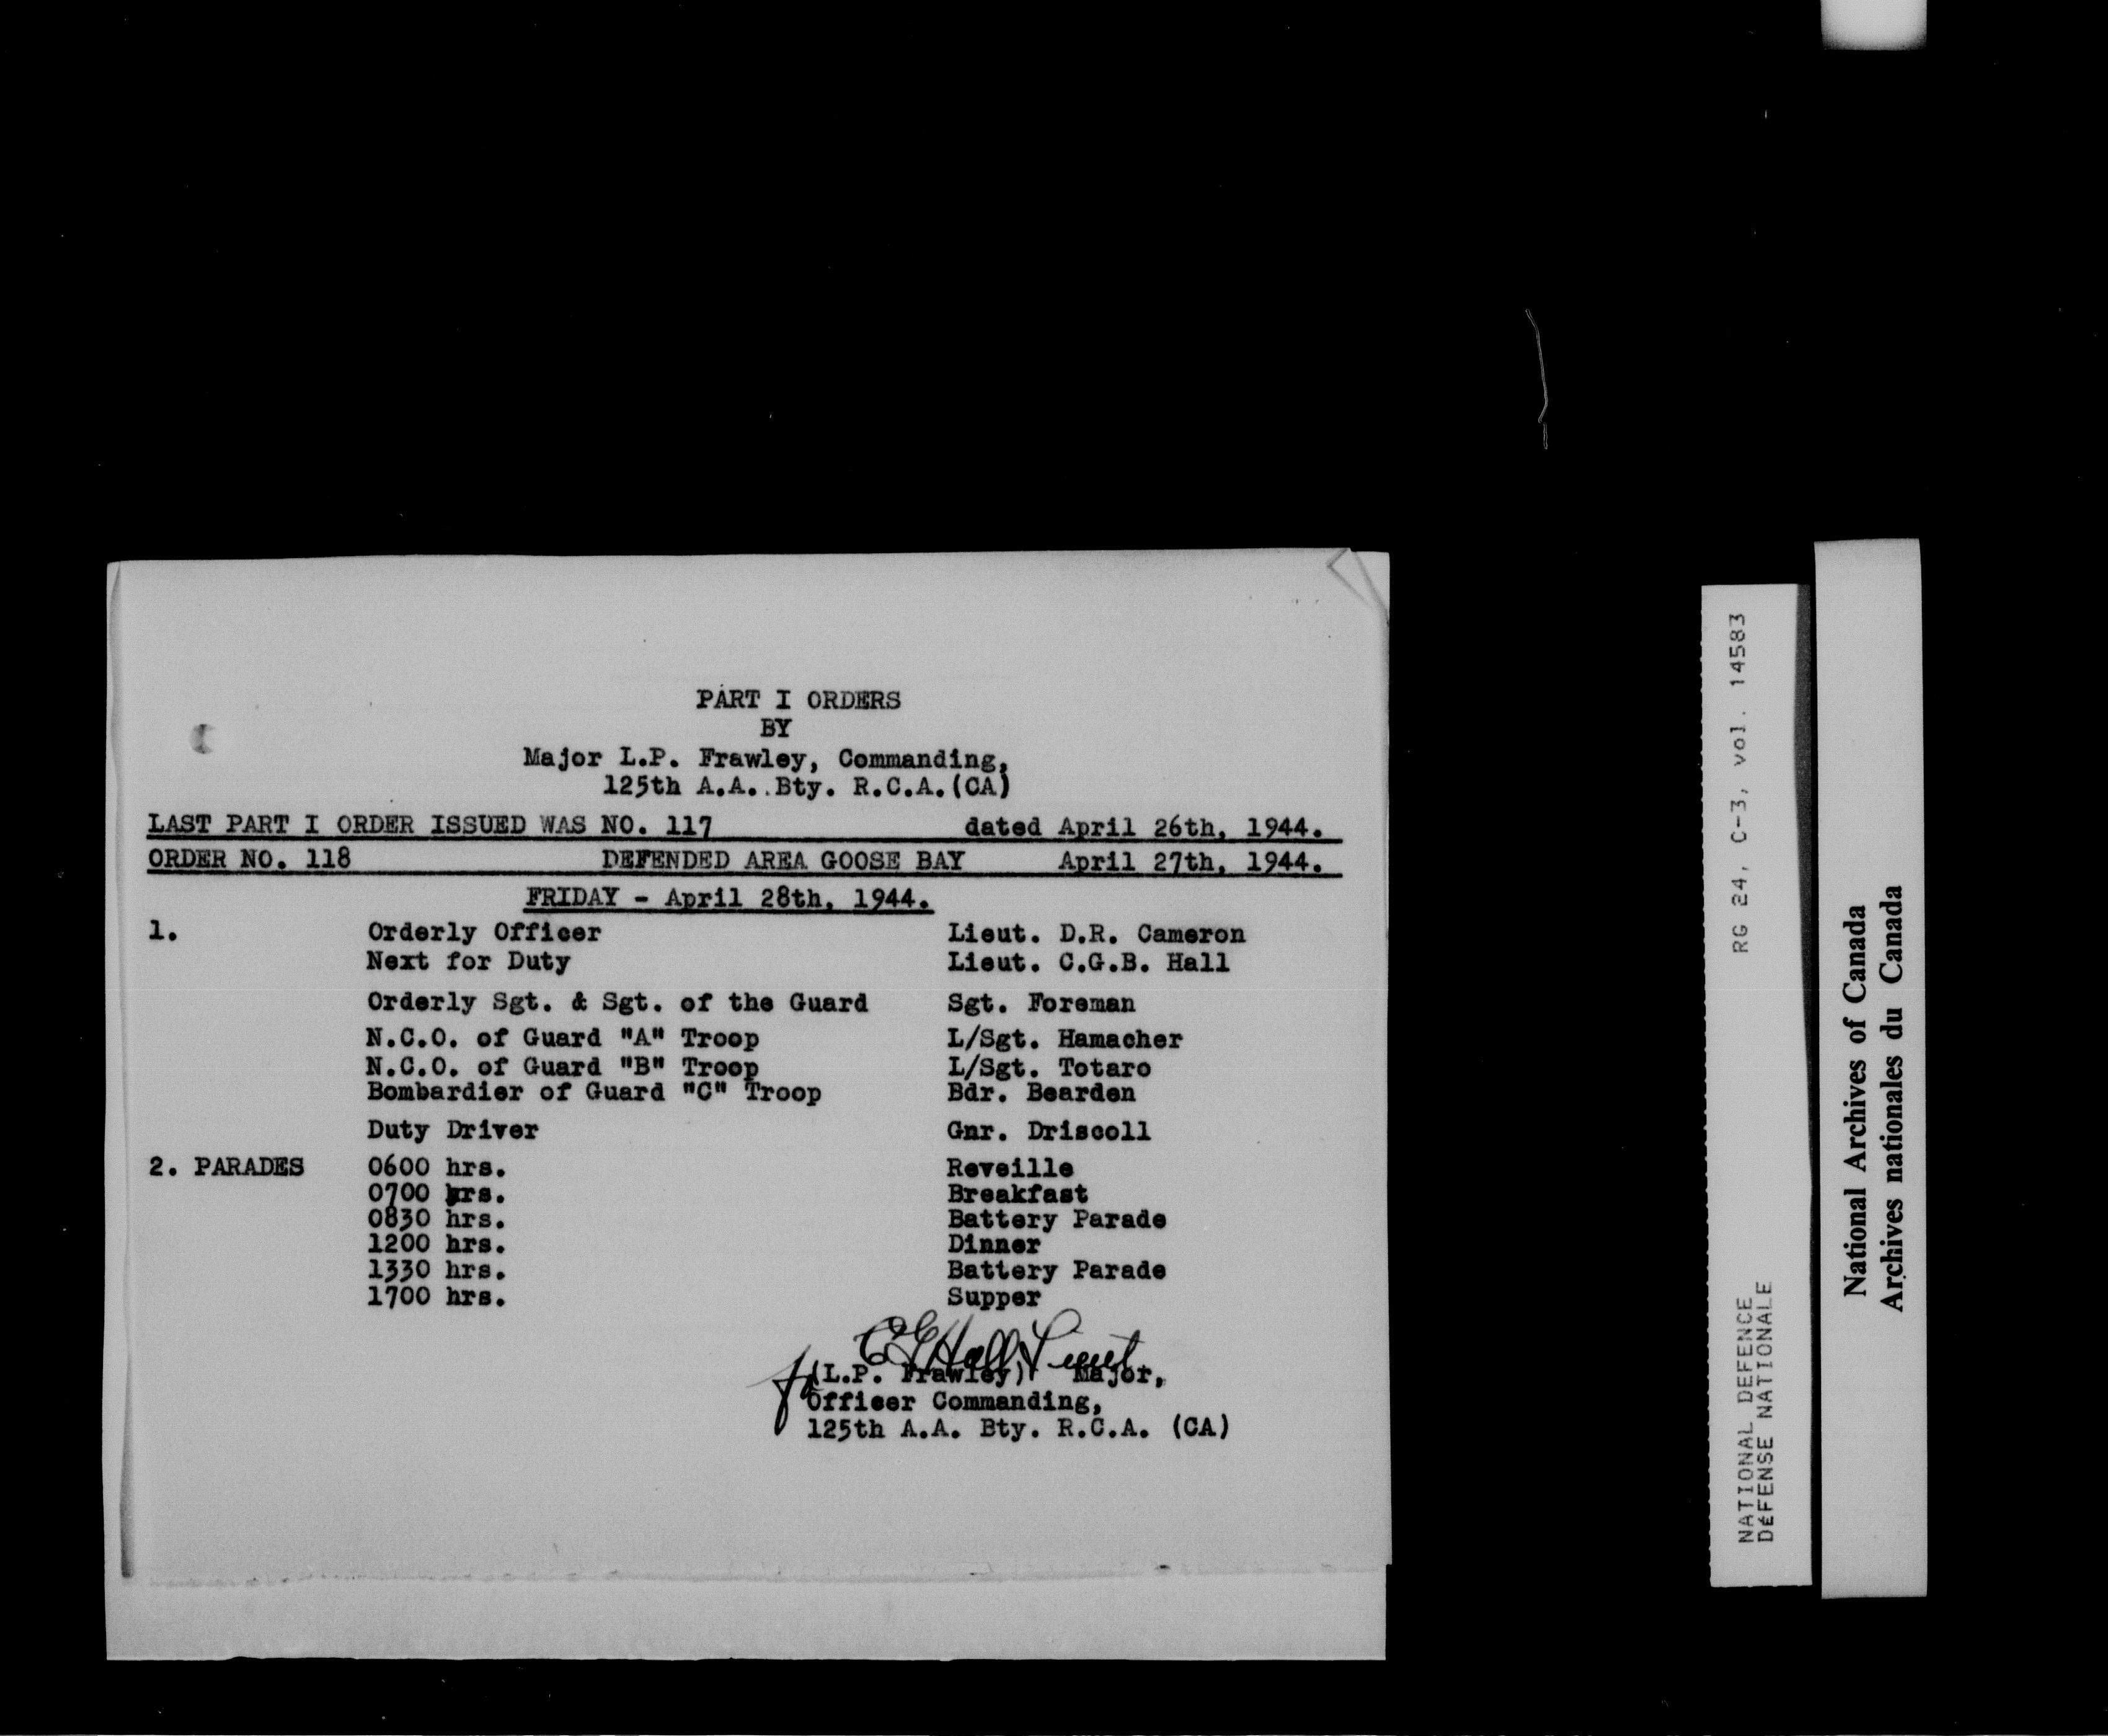 PART I ORDERS
BY
Major L.P. Frawley, Commanding,
125th A.A. Bty. R.C.A.(CA)
LAST PART I ORDER ISSUED WAS NO. 117 dated April 26th, 1944.
ORDER NO. 118 DEFENDED AREA GOOSE BAY April 27th, 1944.
FRIDAY - April 28th, 1944.
1. Orderly Officer Lieut. D.R. Cameron
Next for Duty Lieut. C.G.B. Hall
Orderly Sgt. & Sgt. of the Guard Sgt. Foreman
N.C.O. of Guard "A" Troop L/Sgt. Hamacher
N.C.O. of Guard "B" Troop L/Sgt. Totaro
Bombardier of Guard "C" Troop Bdr. Bearden
Duty Driver Gnr. Driscoll
2. PARADES 0600 hrs. Reveille
0700 hrs. Breakfast
0830 hrs. Battery Parade
1200 hrs. Dinner
1330 hrs. Battery Parade
1700 hrs. Supper
Hall Lieut
(L.P. Frawley) Major,
Officer Commanding,
125th A.A. Bty. R.C.A. (CA)
RG 24, C-3, vol. 14583
NATIONAL DEFENCE
DÉFENSE NATIONALE
National Archives of Canada
Archives nationales du Canada